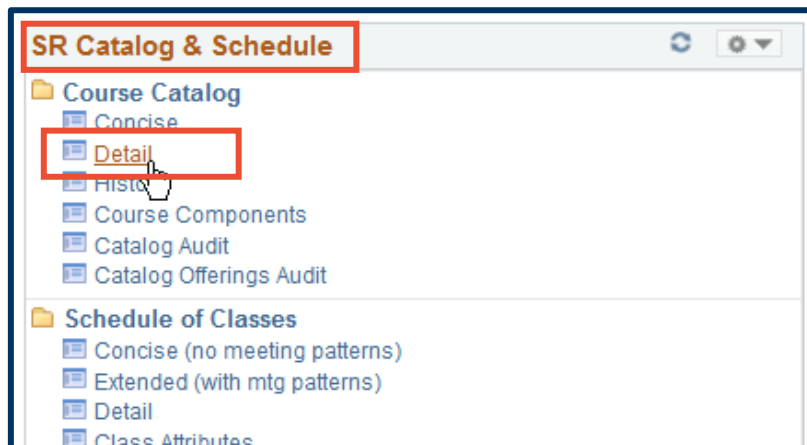 SR Catalog & Schedule
Course Catalog
Concise
Detail
History
Course Components
Catalog Audit
Catalog Offerings Audit
Schedule of Classes
Concise (no meeting patterns)
Extended (with mtg patterns)
Detail
Class Attributes